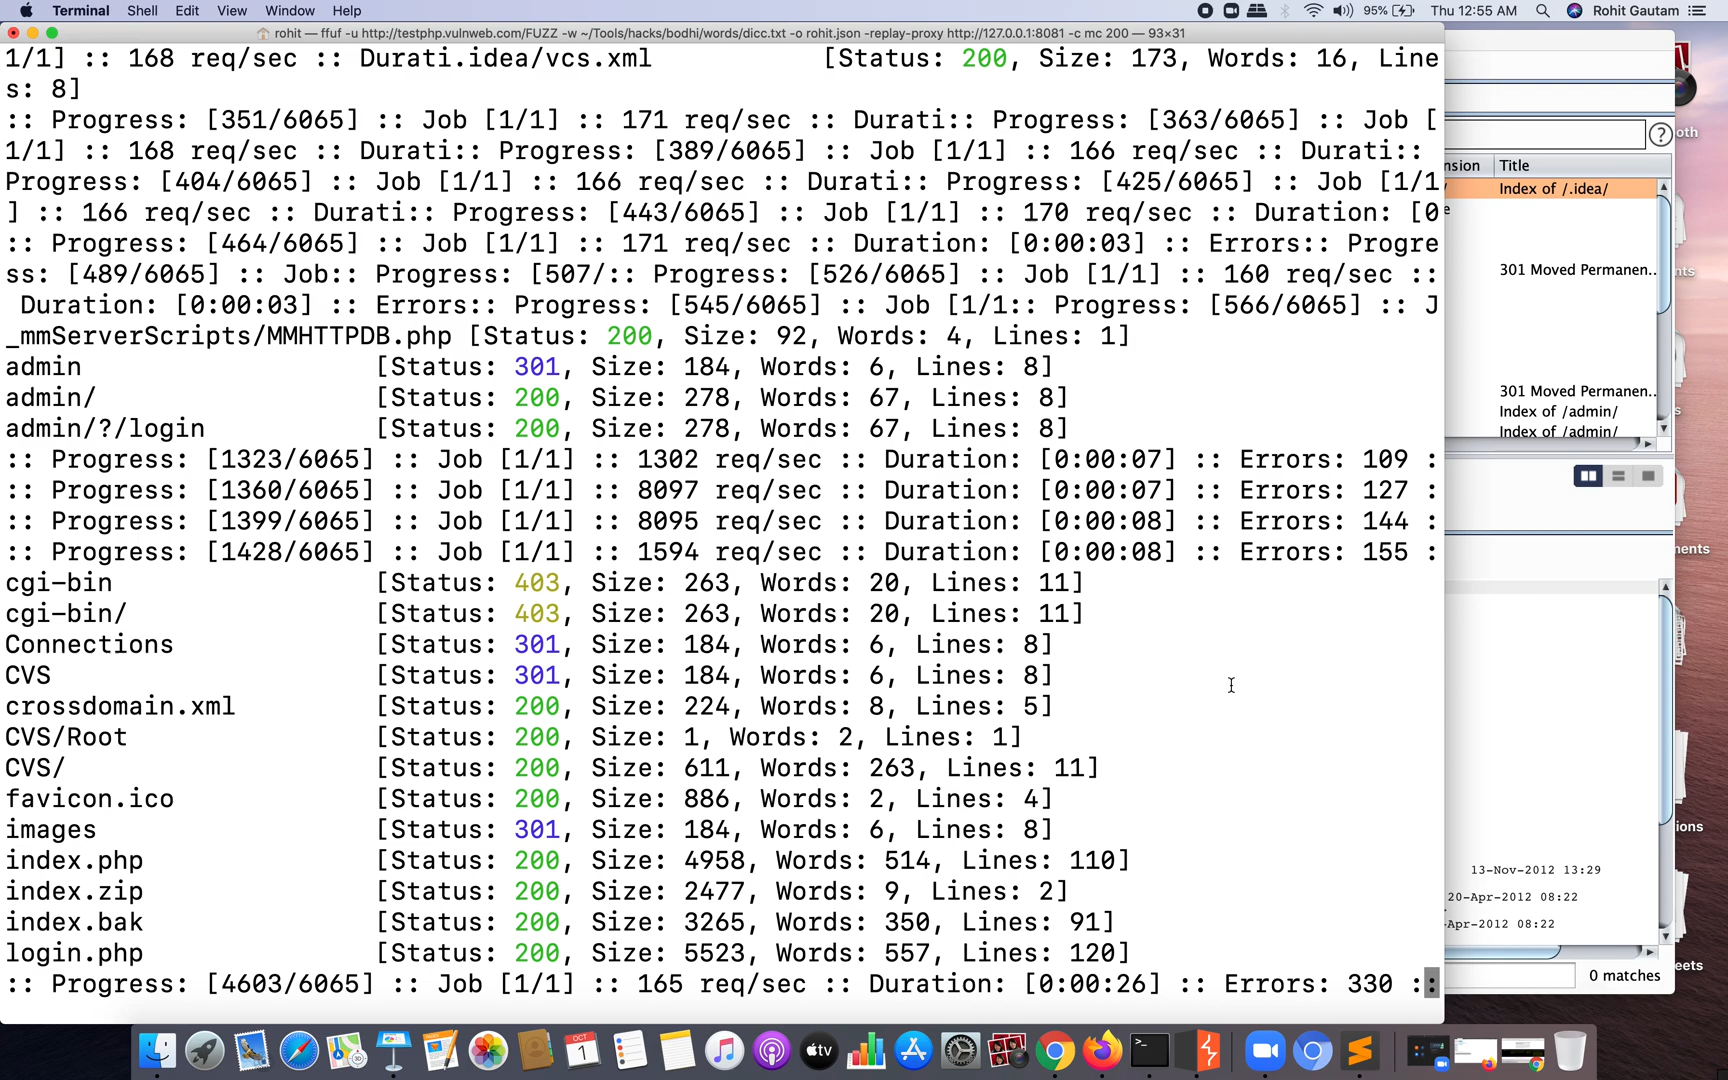 Terminal Shell Edit View Window Help 95% Thu 12:55 AM Rohit Gautam
rohit — ffuf -u http://testphp.vulnweb.com/FUZZ -w ~/Tools/hacks/bodhi/words/dicc.txt -o rohit.json -replay-proxy http://127.0.0.1:8081 -c mc 200 — 93×31
1/1] :: 168 req/sec :: Durati.idea/vcs.xml [Status: 200, Size: 173, Words: 16, Line
s: 8]
:: Progress: [351/6065] :: Job [1/1] :: 171 req/sec :: Durati:: Progress: [363/6065] :: Job [
1/1] :: 168 req/sec :: Durati:: Progress: [389/6065] :: Job [1/1] :: 166 req/sec :: Durati::
Progress: [404/6065] :: Job [1/1] :: 166 req/sec :: Durati:: Progress: [425/6065] :: Job [1/1
] :: 166 req/sec :: Durati:: Progress: [443/6065] :: Job [1/1] :: 170 req/sec :: Duration: [0
:: Progress: [464/6065] :: Job [1/1] :: 171 req/sec :: Duration: [0:00:03] :: Errors:: Progre
ss: [489/6065] :: Job:: Progress: [507/:: Progress: [526/6065] :: Job [1/1] :: 160 req/sec ::
Duration: [0:00:03] :: Errors:: Progress: [545/6065] :: Job [1/1:: Progress: [566/6065] :: J
_mmServerScripts/MMHTTPDB.php [Status: 200, Size: 92, Words: 4, Lines: 1]
admin [Status: 301, Size: 184, Words: 6, Lines: 8]
admin/ [Status: 200, Size: 278, Words: 67, Lines: 8]
admin/?/login [Status: 200, Size: 278, Words: 67, Lines: 8]
:: Progress: [1323/6065] :: Job [1/1] :: 1302 req/sec :: Duration: [0:00:07] :: Errors: 109 :
:: Progress: [1360/6065] :: Job [1/1] :: 8097 req/sec :: Duration: [0:00:07] :: Errors: 127 :
:: Progress: [1399/6065] :: Job [1/1] :: 8095 req/sec :: Duration: [0:00:08] :: Errors: 144 :
:: Progress: [1428/6065] :: Job [1/1] :: 1594 req/sec :: Duration: [0:00:08] :: Errors: 155 :
cgi-bin [Status: 403, Size: 263, Words: 20, Lines: 11]
cgi-bin/ [Status: 403, Size: 263, Words: 20, Lines: 11]
Connections [Status: 301, Size: 184, Words: 6, Lines: 8]
CVS [Status: 301, Size: 184, Words: 6, Lines: 8]
crossdomain.xml [Status: 200, Size: 224, Words: 8, Lines: 5]
CVS/Root [Status: 200, Size: 1, Words: 2, Lines: 1]
CVS/ [Status: 200, Size: 611, Words: 263, Lines: 11]
favicon.ico [Status: 200, Size: 886, Words: 2, Lines: 4]
images [Status: 301, Size: 184, Words: 6, Lines: 8]
index.php [Status: 200, Size: 4958, Words: 514, Lines: 110]
index.zip [Status: 200, Size: 2477, Words: 9, Lines: 2]
index.bak [Status: 200, Size: 3265, Words: 350, Lines: 91]
login.php [Status: 200, Size: 5523, Words: 557, Lines: 120]
:: Progress: [4603/6065] :: Job [1/1] :: 165 req/sec :: Duration: [0:00:26] :: Errors: 330 ::
?
oth
nsion Title
Index of /.idea/
e
nts
301 Moved Permanen..
301 Moved Permanen..
Index of /admin/
s
Index of /admin/
ments
ions
13-Nov-2012 13:29
20-Apr-2012 08:22
-Apr-2012 08:22
eets
0 matches
OCT
1
tv
>_